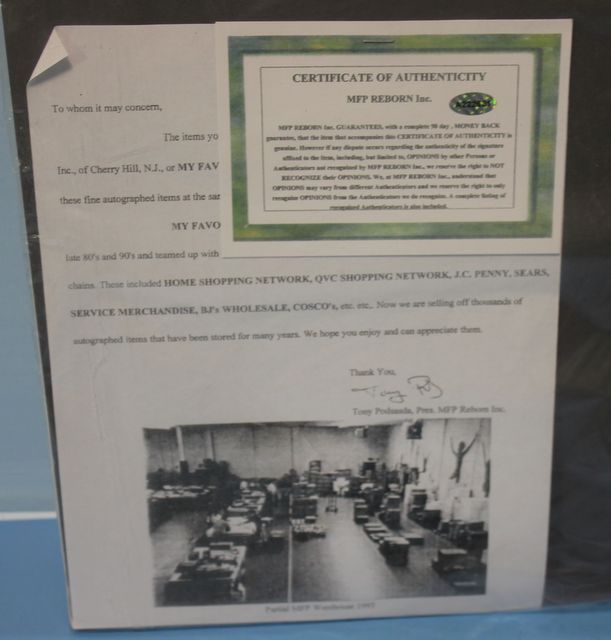 CERTIFICATE OF AUTHENTICITY
MFP REBORN Inc.
MFP REBORN Inc. GUARANTEES, with a complete 90 day, MONEY BACK
guarantee, that the item that accompanies this CERTIFICATE OF AUTHENTICITY is
genuine. However if any dispute occurs regarding the authenticity of the signature
affixed to the item, including, but limited to, OPINIONS by other Persons or
Authenticators not recognized by MFP REBORN Inc., we reserve the right to NOT
RECOGNIZE their OPINIONS. We, at MFP REBORN Inc., understand that
OPINIONS may vary from different Authenticators and we reserve the right to only
recognize OPINIONS from the Authenticators we do recognize. A complete listing of
recognized Authenticators is also included.
To whom it may concern,
The items yo
Inc., of Cherry Hill, N.J., or MY FAV
these fine autographed items at the sar
MY FAVO
late 80's and 90's and teamed up with
chains. These included HOME SHOPPING NETWORK, QVC SHOPPING NETWORK, J.C. PENNY, SEARS,
SERVICE MERCHANDISE, BJ's WHOLESALE, COSCO's, etc. etc,. Now we are selling off thousands of
autographed items that have been stored for many years. We hope you enjoy and can appreciate them.
Thank You,
Tony
Tony Podsanda, Pres. MFP Reborn Inc.
Partial MFP Warehouse